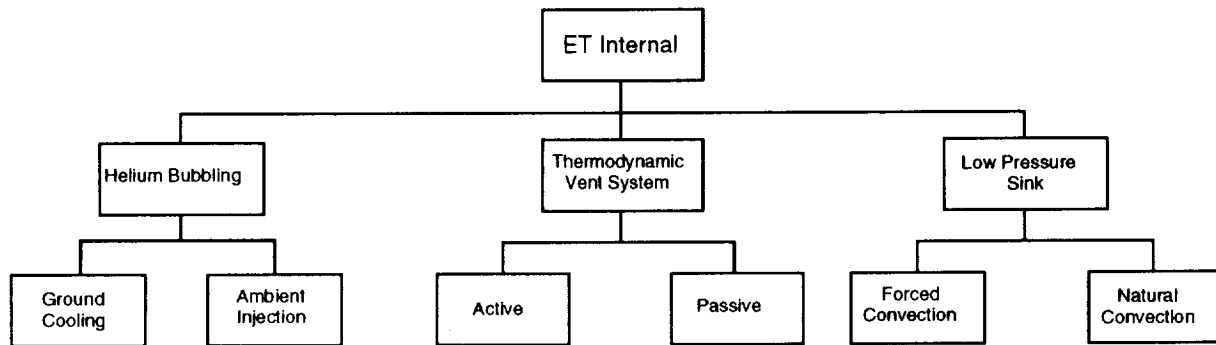 ET Internal
Helium Bubbling
Thermodynamic
Vent System
Low Pressure
Sink
Ground
Cooling
Ambient
Injection
Active
Passive
Forced
Convection
Natural
Convection